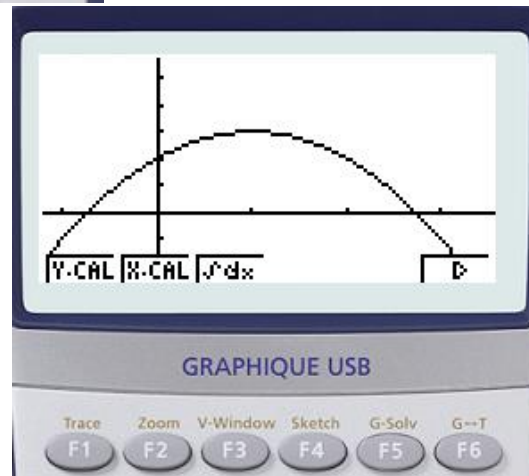 Y-CAL X-CAL ∫dx ▷
GRAPHIQUE USB
Trace Zoom V-Window Sketch G-Solv G↔T
F1 F2 F3 F4 F5 F6